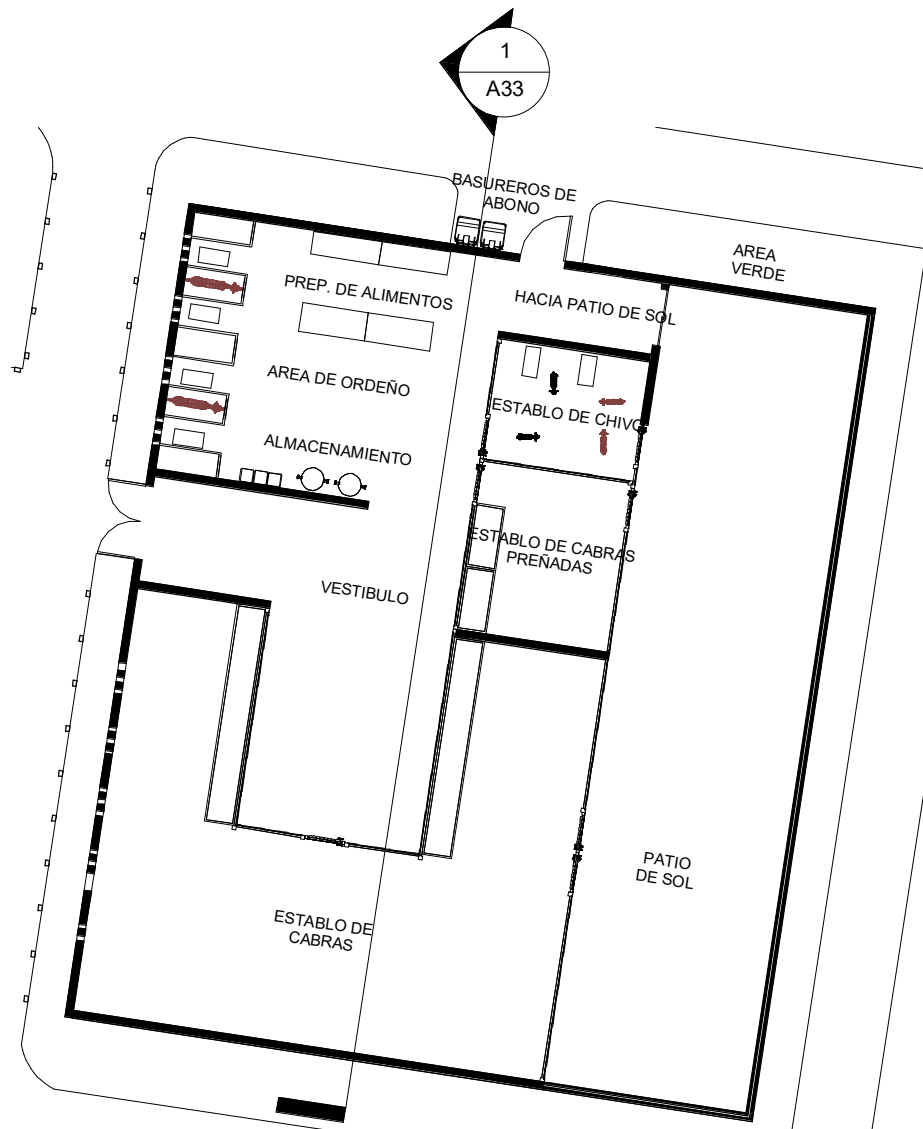 1
A33
BASUREROS DE
ABONO
AREA
VERDE
PREP. DE ALIMENTOS
HACIA PATIO DE SOL
AREA DE ORDEÑO
ESTABLO DE CHIVO
ALMACENAMIENTO
ESTABLO DE CABRAS
PREÑADAS
VESTIBULO
PATIO
DE SOL
ESTABLO DE
CABRAS